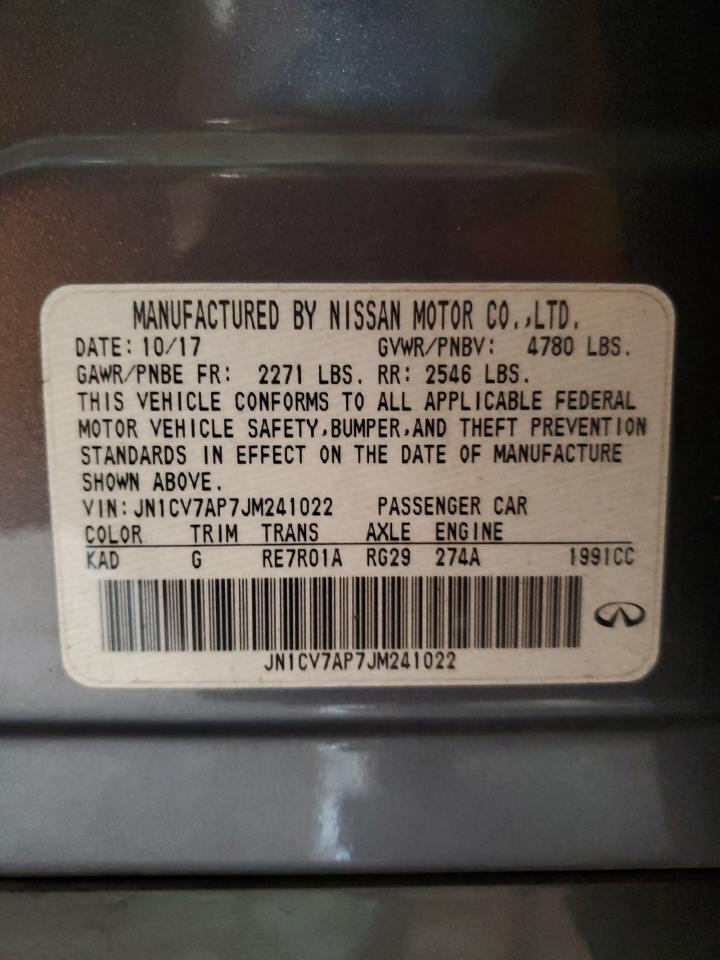 MANUFACTURED BY NISSAN MOTOR CO.,LTD.
DATE: 10/17 GVWR/PNBV: 4780 LBS.
GAWR/PNBE FR: 2271 LBS. RR: 2546 LBS.
THIS VEHICLE CONFORMS TO ALL APPLICABLE FEDERAL
MOTOR VEHICLE SAFETY,BUMPER,AND THEFT PREVENTION
STANDARDS IN EFFECT ON THE DATE OF MANUFACTURE
SHOWN ABOVE.
VIN: JN1CV7AP7JM241022 PASSENGER CAR
COLOR TRIM TRANS AXLE ENGINE
KAD G RE7R01A RG29 274A 1991CC
JN1CV7AP7JM241022